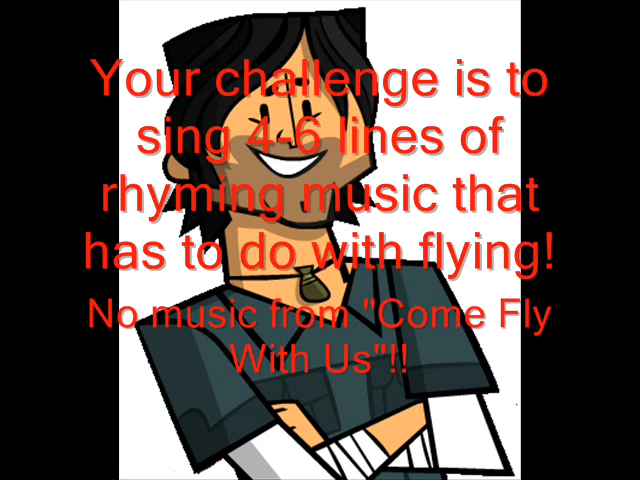 Your challenge is to
sing 4-6 lines of
rhyming music that
has to do with flying!
No music from "Come Fly
With Us"!!